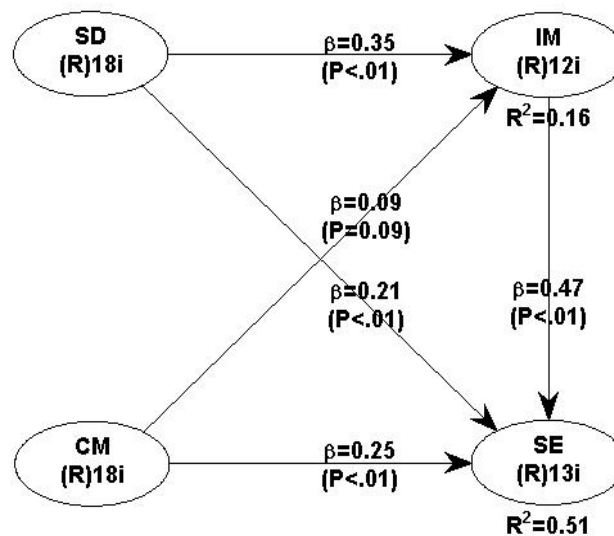 SD
(R)18i
β=0.35
(P<.01)
IM
(R)12i
R²=0.16
β=0.09
(P=0.09)
β=0.21
(P<.01)
β=0.47
(P<.01)
CM
(R)18i
β=0.25
(P<.01)
SE
(R)13i
R²=0.51